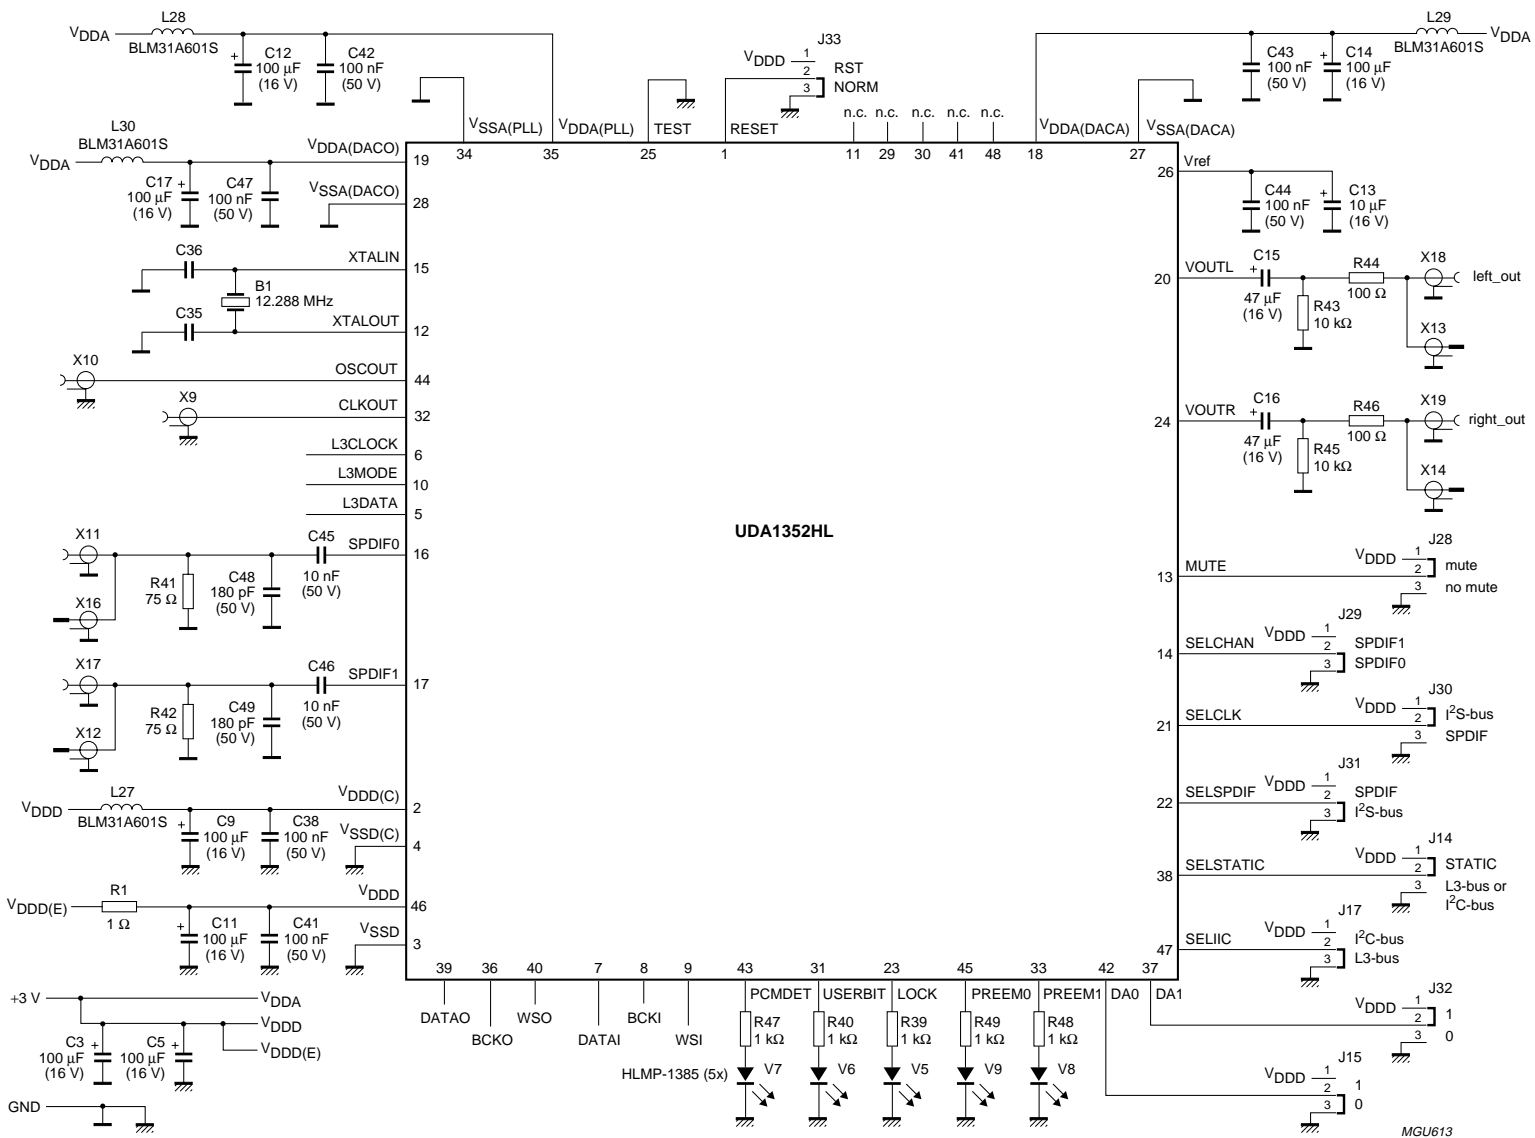 L28
VDDA
BLM31A601S
C12
100 µF
(16 V)
C42
100 nF
(50 V)
J33
VDDD
1
2
3
RST
NORM
L29
VDDA
BLM31A601S
C43
100 nF
(50 V)
C14
100 µF
(16 V)
VSSA(PLL)
34
VDDA(PLL)
35
TEST
25
RESET
1
n.c. n.c. n.c. n.c. n.c.
11 29 30 41 48
VDDA(DACA)
18
VSSA(DACA)
27
L30
VDDA
BLM31A601S
C17
100 µF
(16 V)
C47
100 nF
(50 V)
VDDA(DACO)
19
VSSA(DACO)
28
Vref
26
C44
100 nF
(50 V)
C13
10 µF
(16 V)
C36
XTALIN
15
B1
12.288 MHz
C35
XTALOUT
12
20
VOUTL
C15
47 µF
(16 V)
R43
10 kΩ
R44
100 Ω
X18
left_out
X13
X10
OSCOUT
44
X9
CLKOUT
32
L3CLOCK
6
L3MODE
10
L3DATA
5
24
VOUTR
C16
47 µF
(16 V)
R45
10 kΩ
R46
100 Ω
X19
right_out
X14
UDA1352HL
X11
X16
R41
75 Ω
C48
180 pF
(50 V)
C45
10 nF
(50 V)
SPDIF0
16
X17
X12
R42
75 Ω
C49
180 pF
(50 V)
C46
10 nF
(50 V)
SPDIF1
17
13
MUTE
J28
VDDD
1
2
3
mute
no mute
14
SELCHAN
J29
VDDD
1
2
3
SPDIF1
SPDIF0
21
SELCLK
J30
VDDD
1
2
3
I2S-bus
SPDIF
22
SELSPDIF
J31
VDDD
1
2
3
SPDIF
I2S-bus
38
SELSTATIC
J14
VDDD
1
2
3
STATIC
L3-bus or
I2C-bus
47
SELIIC
J17
VDDD
1
2
3
I2C-bus
L3-bus
L27
VDDD
BLM31A601S
C9
100 µF
(16 V)
C38
100 nF
(50 V)
VDDD(C)
2
VSSD(C)
4
R1
VDDD(E)
1 Ω
C11
100 µF
(16 V)
C41
100 nF
(50 V)
VDDD
46
VSSD
3
39 36 40 7 8 9 43 31 23 45 33 42 37
DATAO
BCKO
WSO
DATAI
BCKI
WSI
PCMDET
USERBIT
LOCK
PREEM0
PREEM1
DA0
DA1
R47
1 kΩ
R40
1 kΩ
R39
1 kΩ
R49
1 kΩ
R48
1 kΩ
HLMP-1385 (5x)
V7
V6
V5
V9
V8
J32
VDDD
1
2
3
1
0
J15
VDDD
1
2
3
1
0
+3 V
VDDA
VDDD
VDDD(E)
C3
100 µF
(16 V)
C5
100 µF
(16 V)
GND
MGU613
+
+
+
+
+
+
+
+
+
+